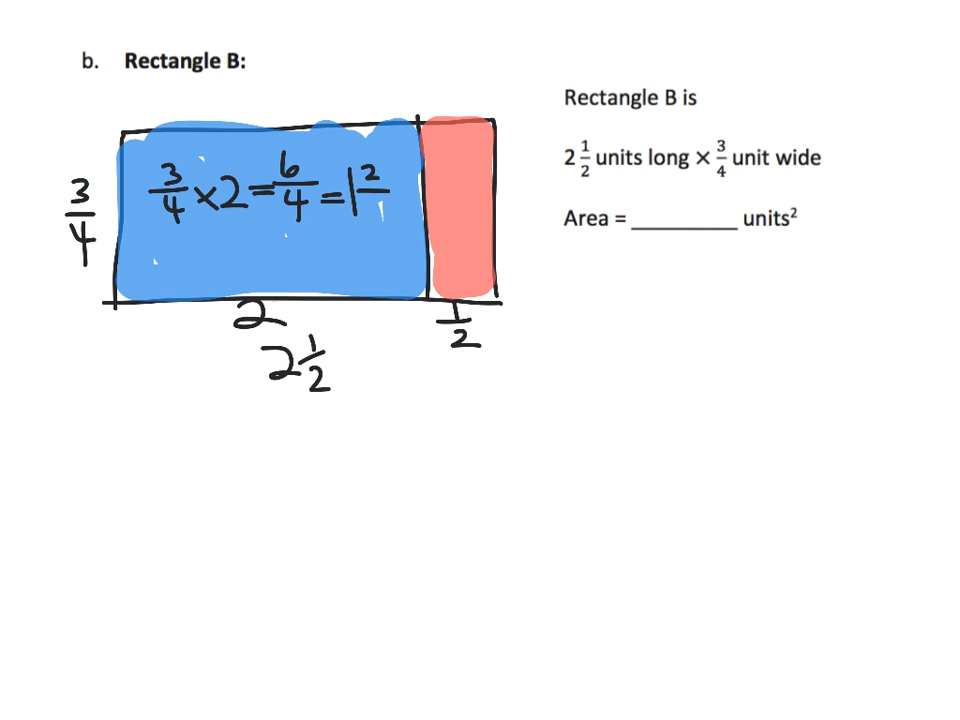 b. Rectangle B:
Rectangle B is
2 1/2 units long × 3/4 unit wide
Area = __________ units²
3/4
3/4 × 2 = 6/4 = 1 2/
2
1/2
2 1/2